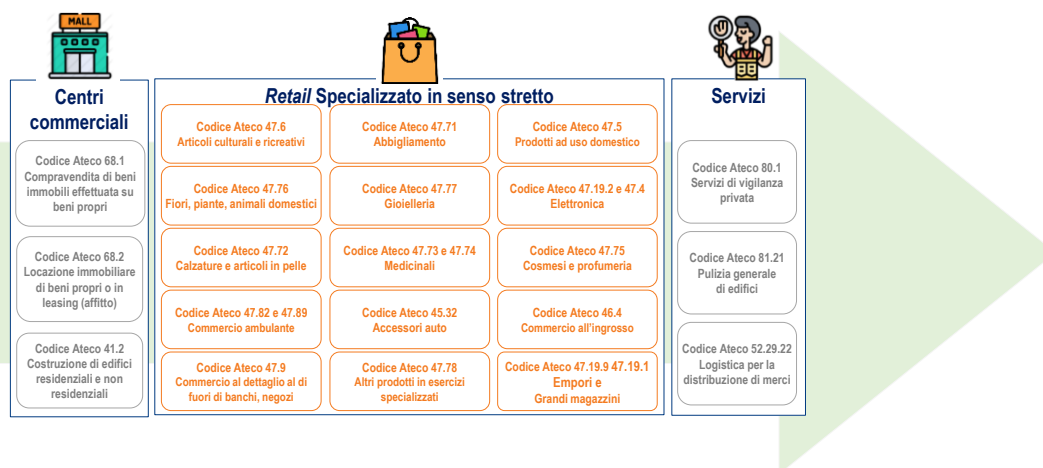 MALL
Centri
commerciali
Codice Ateco 68.1
Compravendita di beni
immobili effettuata su
beni propri
Codice Ateco 68.2
Locazione immobiliare
di beni propri o in
leasing (affitto)
Codice Ateco 41.2
Costruzione di edifici
residenziali e non
residenziali
Retail Specializzato in senso stretto
Codice Ateco 47.6
Articoli culturali e ricreativi
Codice Ateco 47.71
Abbigliamento
Codice Ateco 47.5
Prodotti ad uso domestico
Codice Ateco 47.76
Fiori, piante, animali domestici
Codice Ateco 47.77
Gioielleria
Codice Ateco 47.19.2 e 47.4
Elettronica
Codice Ateco 47.72
Calzature e articoli in pelle
Codice Ateco 47.73 e 47.74
Medicinali
Codice Ateco 47.75
Cosmesi e profumeria
Codice Ateco 47.82 e 47.89
Commercio ambulante
Codice Ateco 45.32
Accessori auto
Codice Ateco 46.4
Commercio all'ingrosso
Codice Ateco 47.9
Commercio al dettaglio al di
fuori di banchi, negozi
Codice Ateco 47.78
Altri prodotti in esercizi
specializzati
Codice Ateco 47.19.9 47.19.1
Empori e
Grandi magazzini
Servizi
Codice Ateco 80.1
Servizi di vigilanza
privata
Codice Ateco 81.21
Pulizia generale
di edifici
Codice Ateco 52.29.22
Logistica per la
distribuzione di merci